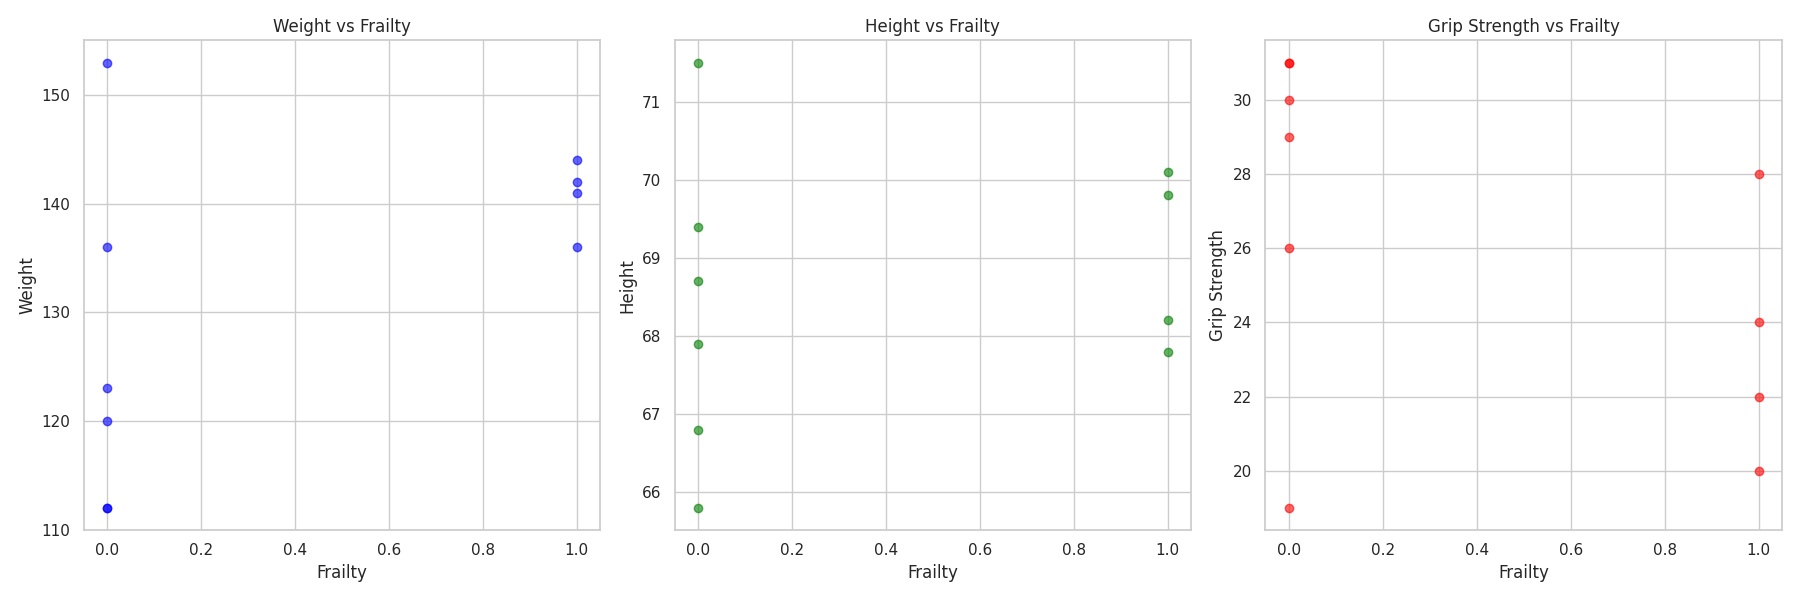 Weight vs Frailty
Weight
150
140
130
120
110
0.0 0.2 0.4 0.6 0.8 1.0
Frailty
Height vs Frailty
Height
71
70
69
68
67
66
0.0 0.2 0.4 0.6 0.8 1.0
Frailty
Grip Strength vs Frailty
Grip Strength
30
28
26
24
22
20
0.0 0.2 0.4 0.6 0.8 1.0
Frailty